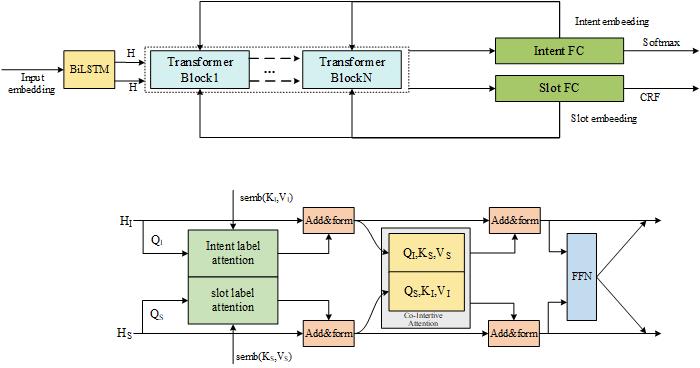 Intent embeeding
Softmax
Intent FC
BiLSTM
H
H
Input
embedding
Transformer
Block1
...
Transformer
BlockN
Slot FC
CRF
Slot embeeding
semb(K_I,V_I)
H_I
Add&form
Add&form
Q_I
Intent label
attention
Q_I,K_S,V_S
FFN
slot label
attention
Q_S,K_I,V_I
Q_S
Co-Intertive
Attention
H_S
Add&form
Add&form
semb(K_S,V_S)